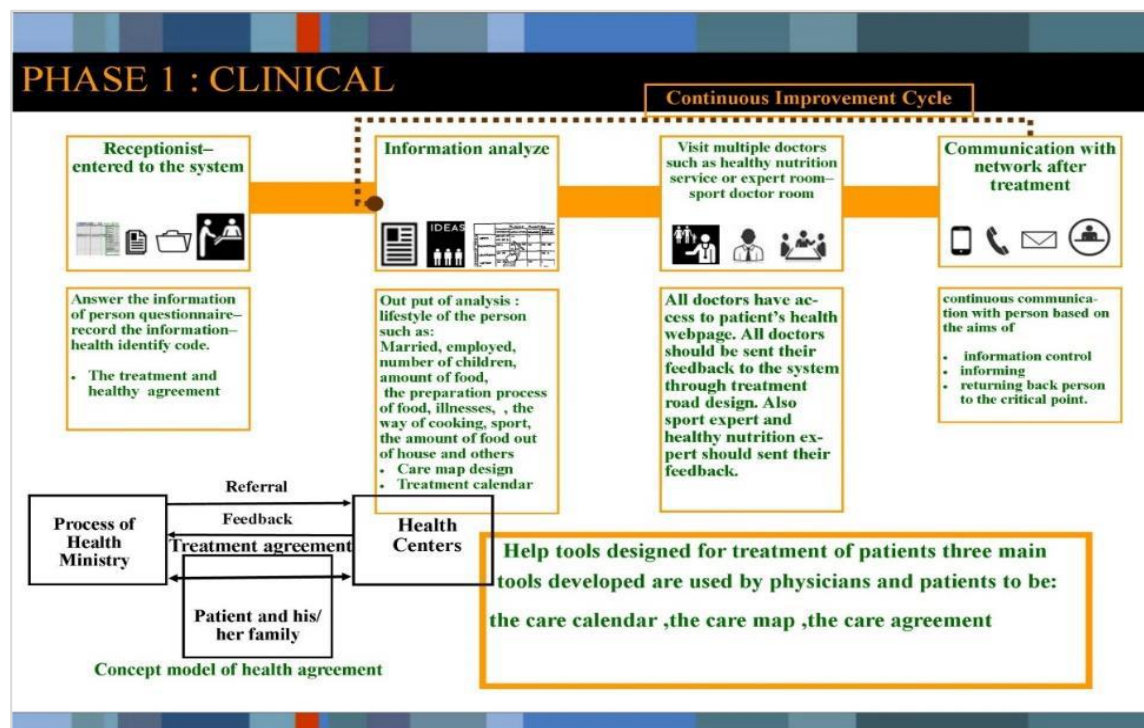 PHASE 1 : CLINICAL
Continuous Improvement Cycle
Receptionist–
entered to the system
Information analyze
IDEAS
Visit multiple doctors
such as healthy nutrition
service or expert room–
sport doctor room
Communication with
network after
treatment
Answer the information
of person questionnaire–
record the information–
health identify code.
• The treatment and
healthy agreement
Out put of analysis :
lifestyle of the person
such as:
Married, employed,
number of children,
amount of food,
the preparation process
of food, illnesses, , the
way of cooking, sport,
the amount of food out
of house and others
• Care map design
• Treatment calendar
All doctors have ac-
cess to patient's health
webpage. All doctors
should be sent their
feedback to the system
through treatment
road design. Also
sport expert and
healthy nutrition ex-
pert should sent their
feedback.
continuous communica-
tion with person based on
the aims of
• information control
• informing
• returning back person
to the critical point.
Referral
Feedback
Treatment agreement
Process of
Health
Ministry
Health
Centers
Patient and his/
her family
Concept model of health agreement
Help tools designed for treatment of patients three main
tools developed are used by physicians and patients to be:
the care calendar ,the care map ,the care agreement